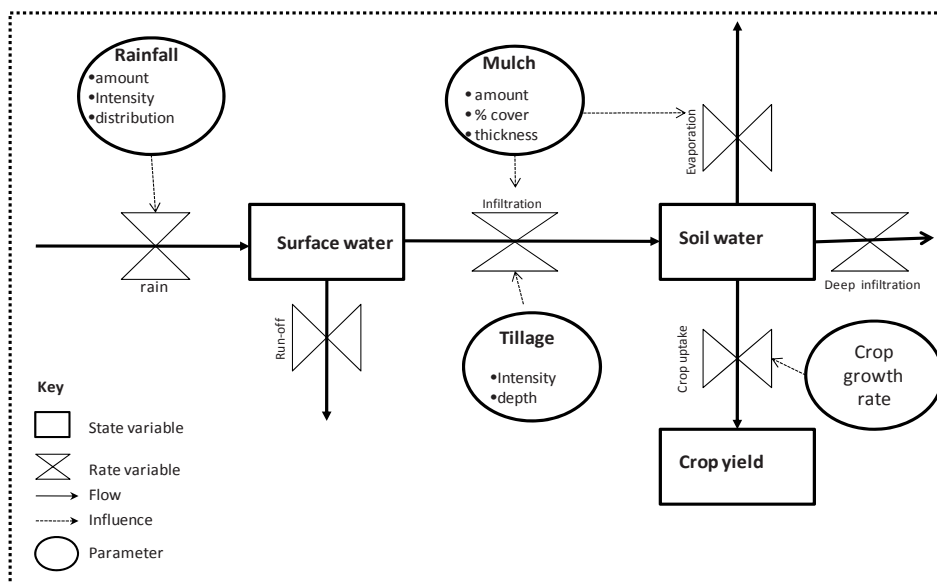 Rainfall
•amount
•Intensity
•distribution
rain
Surface water
Run-off
Mulch
• amount
• % cover
• thickness
Infiltration
Tillage
•Intensity
•depth
Evaporation
Soil water
Deep infiltration
Crop uptake
Crop
growth
rate
Crop yield
Key
State variable
Rate variable
Flow
Influence
Parameter